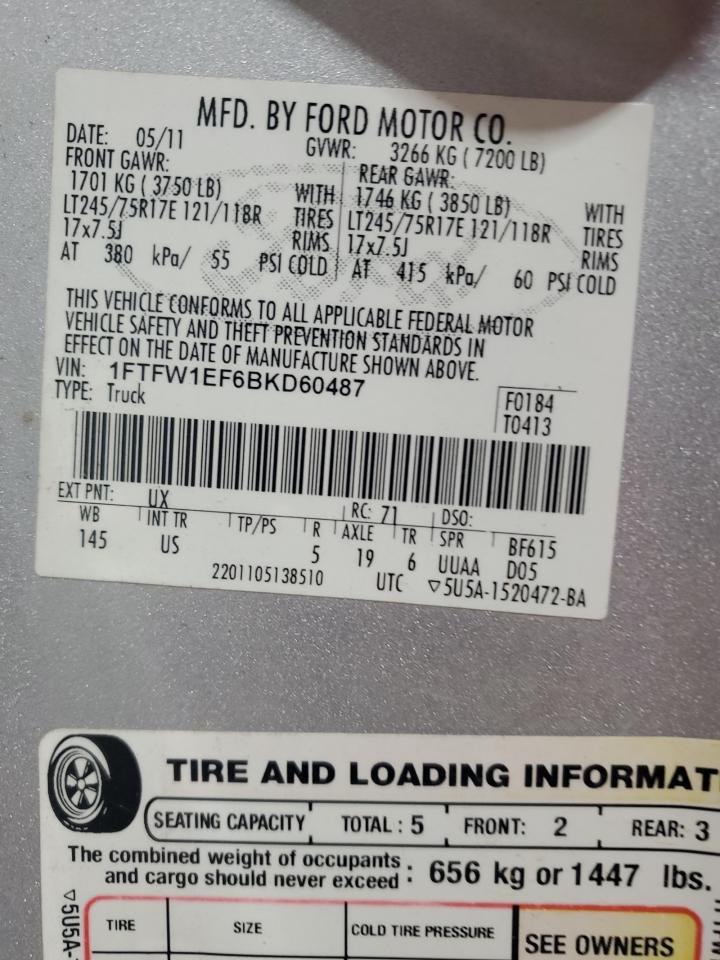 MFD. BY FORD MOTOR CO.
DATE: 05/11 GVWR: 3266 KG ( 7200 LB)
FRONT GAWR: REAR GAWR:
1701 KG ( 3750 LB) WITH 1746 KG ( 3850 LB) WITH
LT245/75R17E 121/118R TIRES LT245/75R17E 121/118R TIRES
17x7.5J RIMS 17x7.5J RIMS
AT 380 kPa/ 55 PSI COLD AT 415 kPa/ 60 PSI COLD
THIS VEHICLE CONFORMS TO ALL APPLICABLE FEDERAL MOTOR
VEHICLE SAFETY AND THEFT PREVENTION STANDARDS IN
EFFECT ON THE DATE OF MANUFACTURE SHOWN ABOVE.
VIN: 1FTFW1EF6BKD60487
TYPE: Truck F0184
T0413
EXT PNT: UX RC: 71 DSO:
WB INT TR TP/PS R AXLE TR SPR BF615
145 US 5 19 6 UUAA D05
2201105138510 UTC ▽5U5A-1520472-BA
TIRE AND LOADING INFORMAT
SEATING CAPACITY TOTAL : 5 FRONT: 2 REAR: 3
The combined weight of occupants
and cargo should never exceed : 656 kg or 1447 lbs.
▽5U5A-
TIRE SIZE COLD TIRE PRESSURE SEE OWNERS